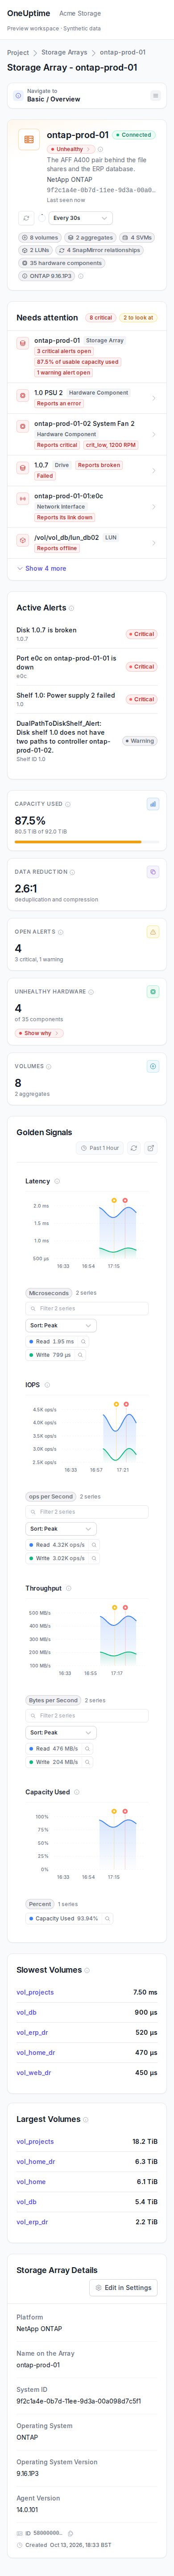 OneUptime Acme Storage
Preview workspace · Synthetic data
Project > Storage Arrays > ontap-prod-01
Storage Array - ontap-prod-01
Navigate to
Basic / Overview
ontap-prod-01 Connected
Unhealthy
The AFF A400 pair behind the file
shares and the ERP database.
NetApp ONTAP
9f2c1a4e-0b7d-11ee-9d3a-00a0…
Last seen now
Every 30s
8 volumes 2 aggregates 4 SVMs
2 LUNs 4 SnapMirror relationships
35 hardware components
ONTAP 9.16.1P3
Needs attention 8 critical 2 to look at
ontap-prod-01 Storage Array
3 critical alerts open
87.5% of usable capacity used
1 warning alert open
1.0 PSU 2 Hardware Component
Reports an error
ontap-prod-01-02 System Fan 2
Hardware Component
Reports critical crit_low, 1200 RPM
1.0.7 Drive Reports broken
Failed
ontap-prod-01-01:e0c
Network Interface
Reports its link down
/vol/vol_db/lun_db02 LUN
Reports offline
Show 4 more
Active Alerts
Disk 1.0.7 is broken
1.0.7
Critical
Port e0c on ontap-prod-01-01 is
down
e0c
Critical
Shelf 1.0: Power supply 2 failed
1.0
Critical
DualPathToDiskShelf_Alert:
Disk shelf 1.0 does not have
two paths to controller ontap-
prod-01-02.
Shelf ID 1.0
Warning
CAPACITY USED
87.5%
80.5 TiB of 92.0 TiB
DATA REDUCTION
2.6:1
deduplication and compression
OPEN ALERTS
4
3 critical, 1 warning
UNHEALTHY HARDWARE
4
of 35 components
Show why
VOLUMES
8
2 aggregates
Golden Signals
Past 1 Hour
Latency
2.0 ms
1.5 ms
1.0 ms
500 µs
16:33 16:54 17:15
Microseconds 2 series
Filter 2 series
Sort: Peak
Read 1.95 ms
Write 799 µs
IOPS
4.5K ops/s
4.0K ops/s
3.5K ops/s
3.0K ops/s
2.5K ops/s
16:33 16:57 17:21
ops per Second 2 series
Filter 2 series
Sort: Peak
Read 4.32K ops/s
Write 3.02K ops/s
Throughput
500 MB/s
400 MB/s
300 MB/s
200 MB/s
100 MB/s
16:33 16:55 17:17
Bytes per Second 2 series
Filter 2 series
Sort: Peak
Read 476 MB/s
Write 204 MB/s
Capacity Used
100%
75%
50%
25%
0%
16:33 16:54 17:15
Percent 1 series
Capacity Used 93.94%
Slowest Volumes
vol_projects 7.50 ms
vol_db 900 µs
vol_erp_dr 520 µs
vol_home_dr 470 µs
vol_web_dr 450 µs
Largest Volumes
vol_projects 18.2 TiB
vol_home_dr 6.3 TiB
vol_home 6.1 TiB
vol_db 5.4 TiB
vol_erp_dr 2.2 TiB
Storage Array Details
Edit in Settings
Platform
NetApp ONTAP
Name on the Array
ontap-prod-01
System ID
9f2c1a4e-0b7d-11ee-9d3a-00a098d7c5f1
Operating System
ONTAP
Operating System Version
9.16.1P3
Agent Version
14.0.101
ID 58000000…
Created Oct 13, 2026, 18:33 BST